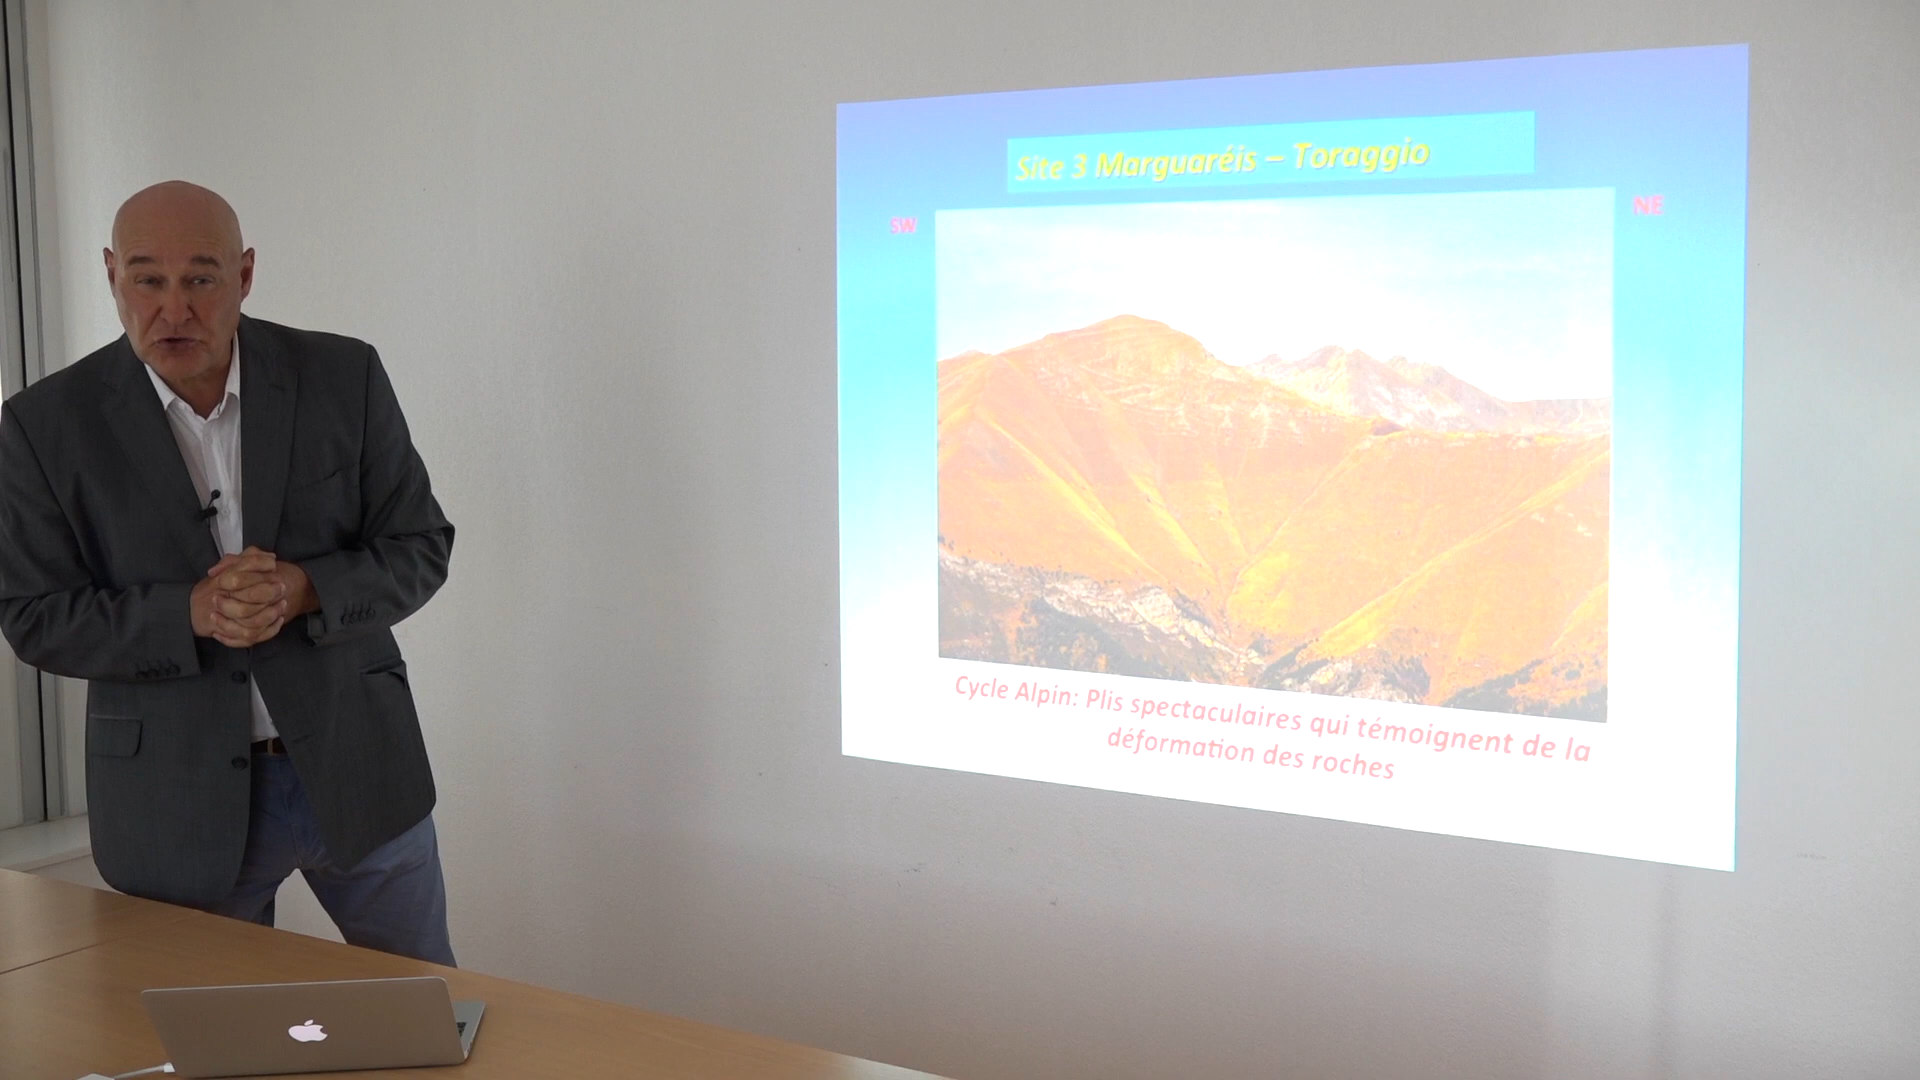 Site 3 Marguaréis – Toraggio
SW
NE
Cycle Alpin: Plis spectaculaires qui témoignent de la
déformation des roches